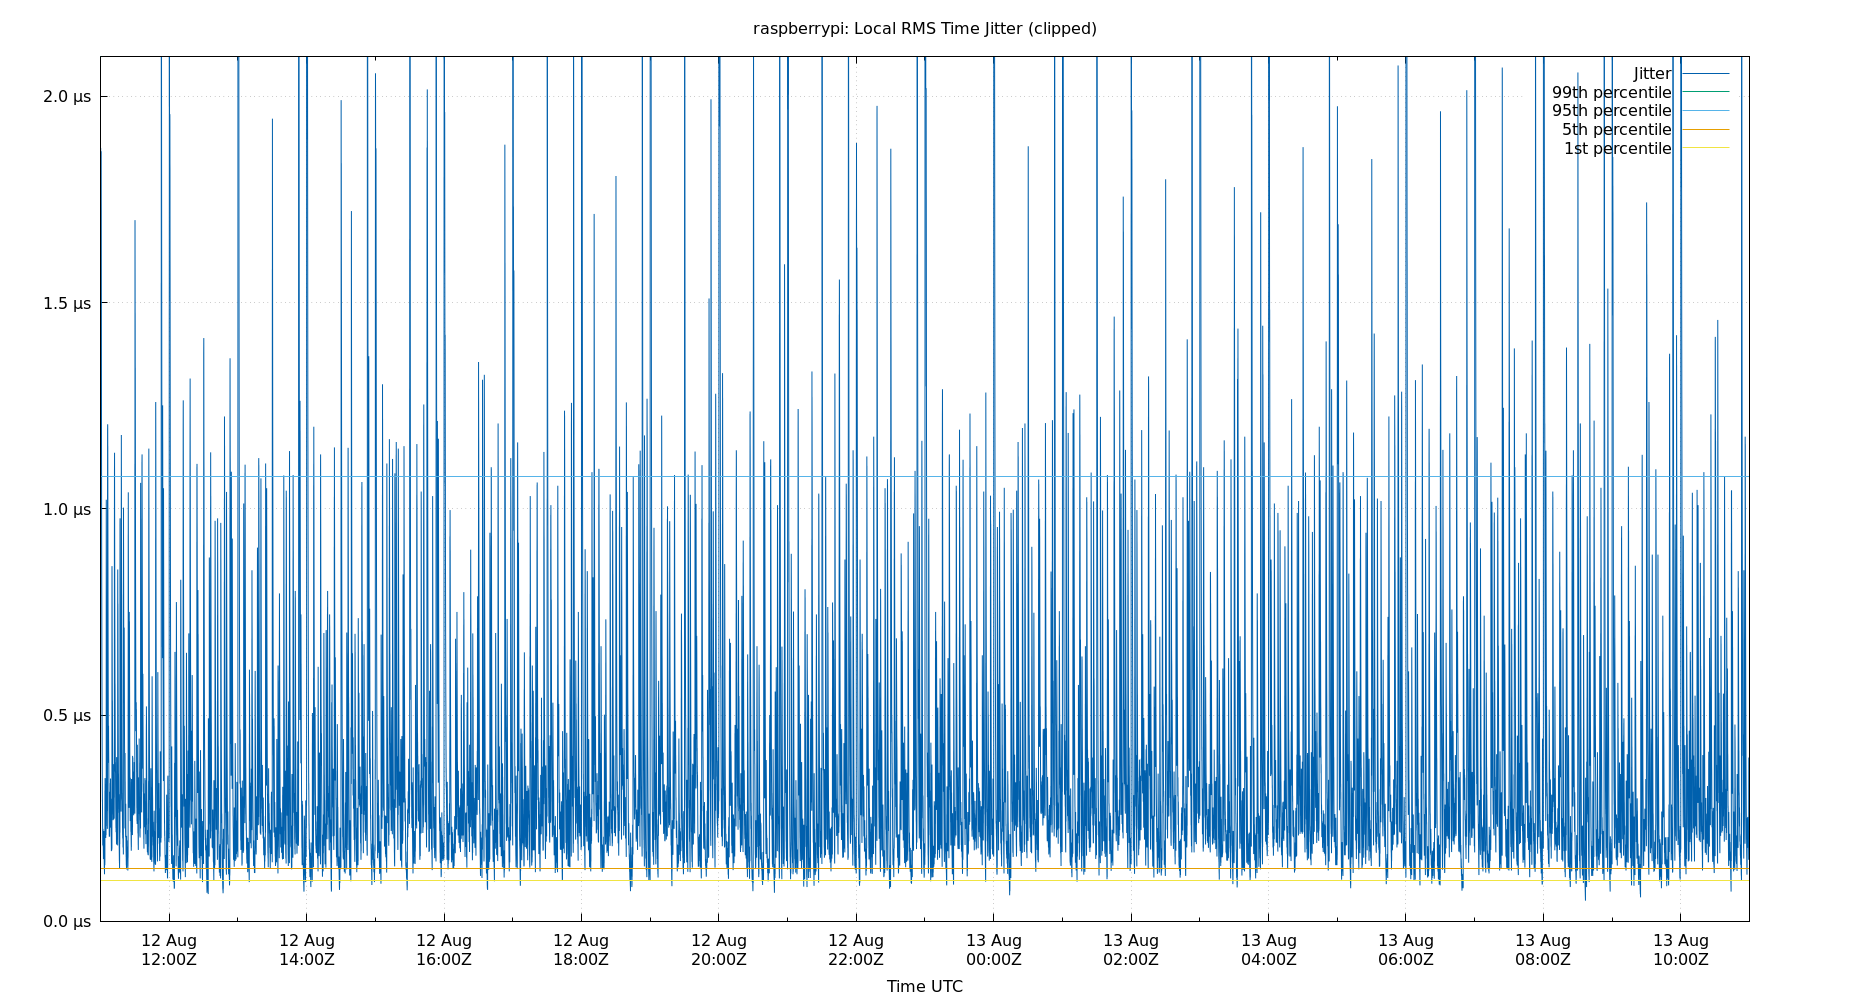 raspberrypi: Local RMS Time Jitter (clipped)
Jitter
99th percentile
95th percentile
5th percentile
1st percentile
2.0 µs
1.5 µs
1.0 µs
0.5 µs
0.0 µs
12 Aug 12 Aug 12 Aug 12 Aug 12 Aug 12 Aug 13 Aug 13 Aug 13 Aug 13 Aug 13 Aug 13 Aug
12:00Z 14:00Z 16:00Z 18:00Z 20:00Z 22:00Z 00:00Z 02:00Z 04:00Z 06:00Z 08:00Z 10:00Z
Time UTC